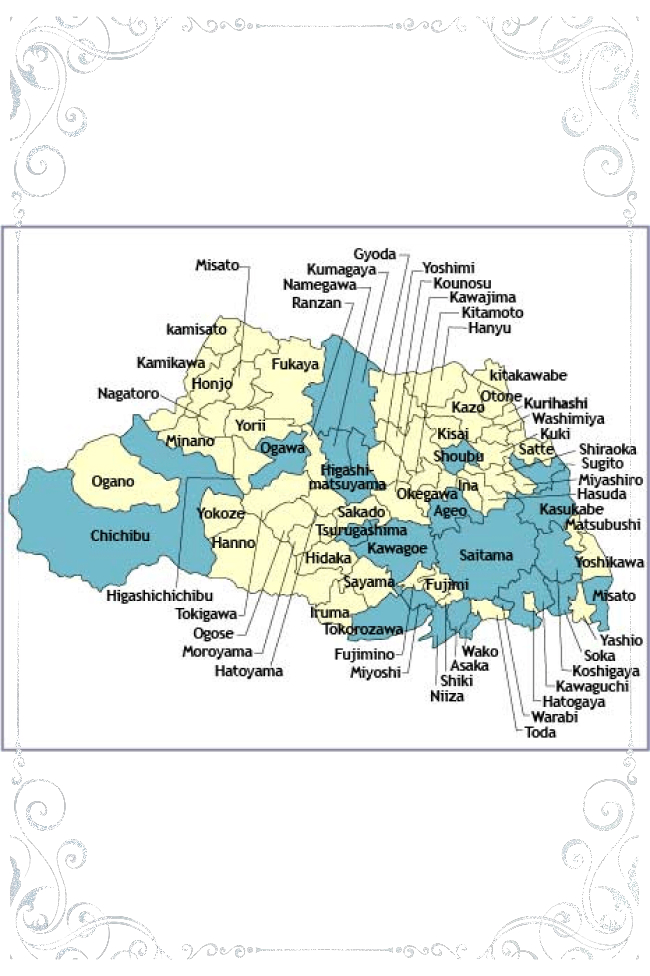 Gyoda
Misato
Kumagaya
Yoshimi
Namegawa
Kounosu
Ranzan
Kawajima
Kitamoto
Hanyu
kamisato
Kamikawa
Fukaya
kitakawabe
Honjo
Nagatoro
Otone
Kurihashi
Kazo
Washimiya
Yorii
Kisai
Kuki
Minano
Ogawa
Shoubu
Satte
Shiraoka
Sugito
Higashi-
matsuyama
Ogano
Ina
Miyashiro
Okegawa
Hasuda
Yokoze
Sakado
Ageo
Kasukabe
Matsubushi
Chichibu
Tsurugashima
Hanno
Kawagoe
Saitama
Hidaka
Yoshikawa
Sayama
Fujimi
Misato
Higashichichibu
Tokigawa
Iruma
Ogose
Tokorozawa
Yashio
Moroyama
Fujimino
Wako
Soka
Hatoyama
Miyoshi
Asaka
Koshigaya
Shiki
Kawaguchi
Niiza
Hatogaya
Warabi
Toda